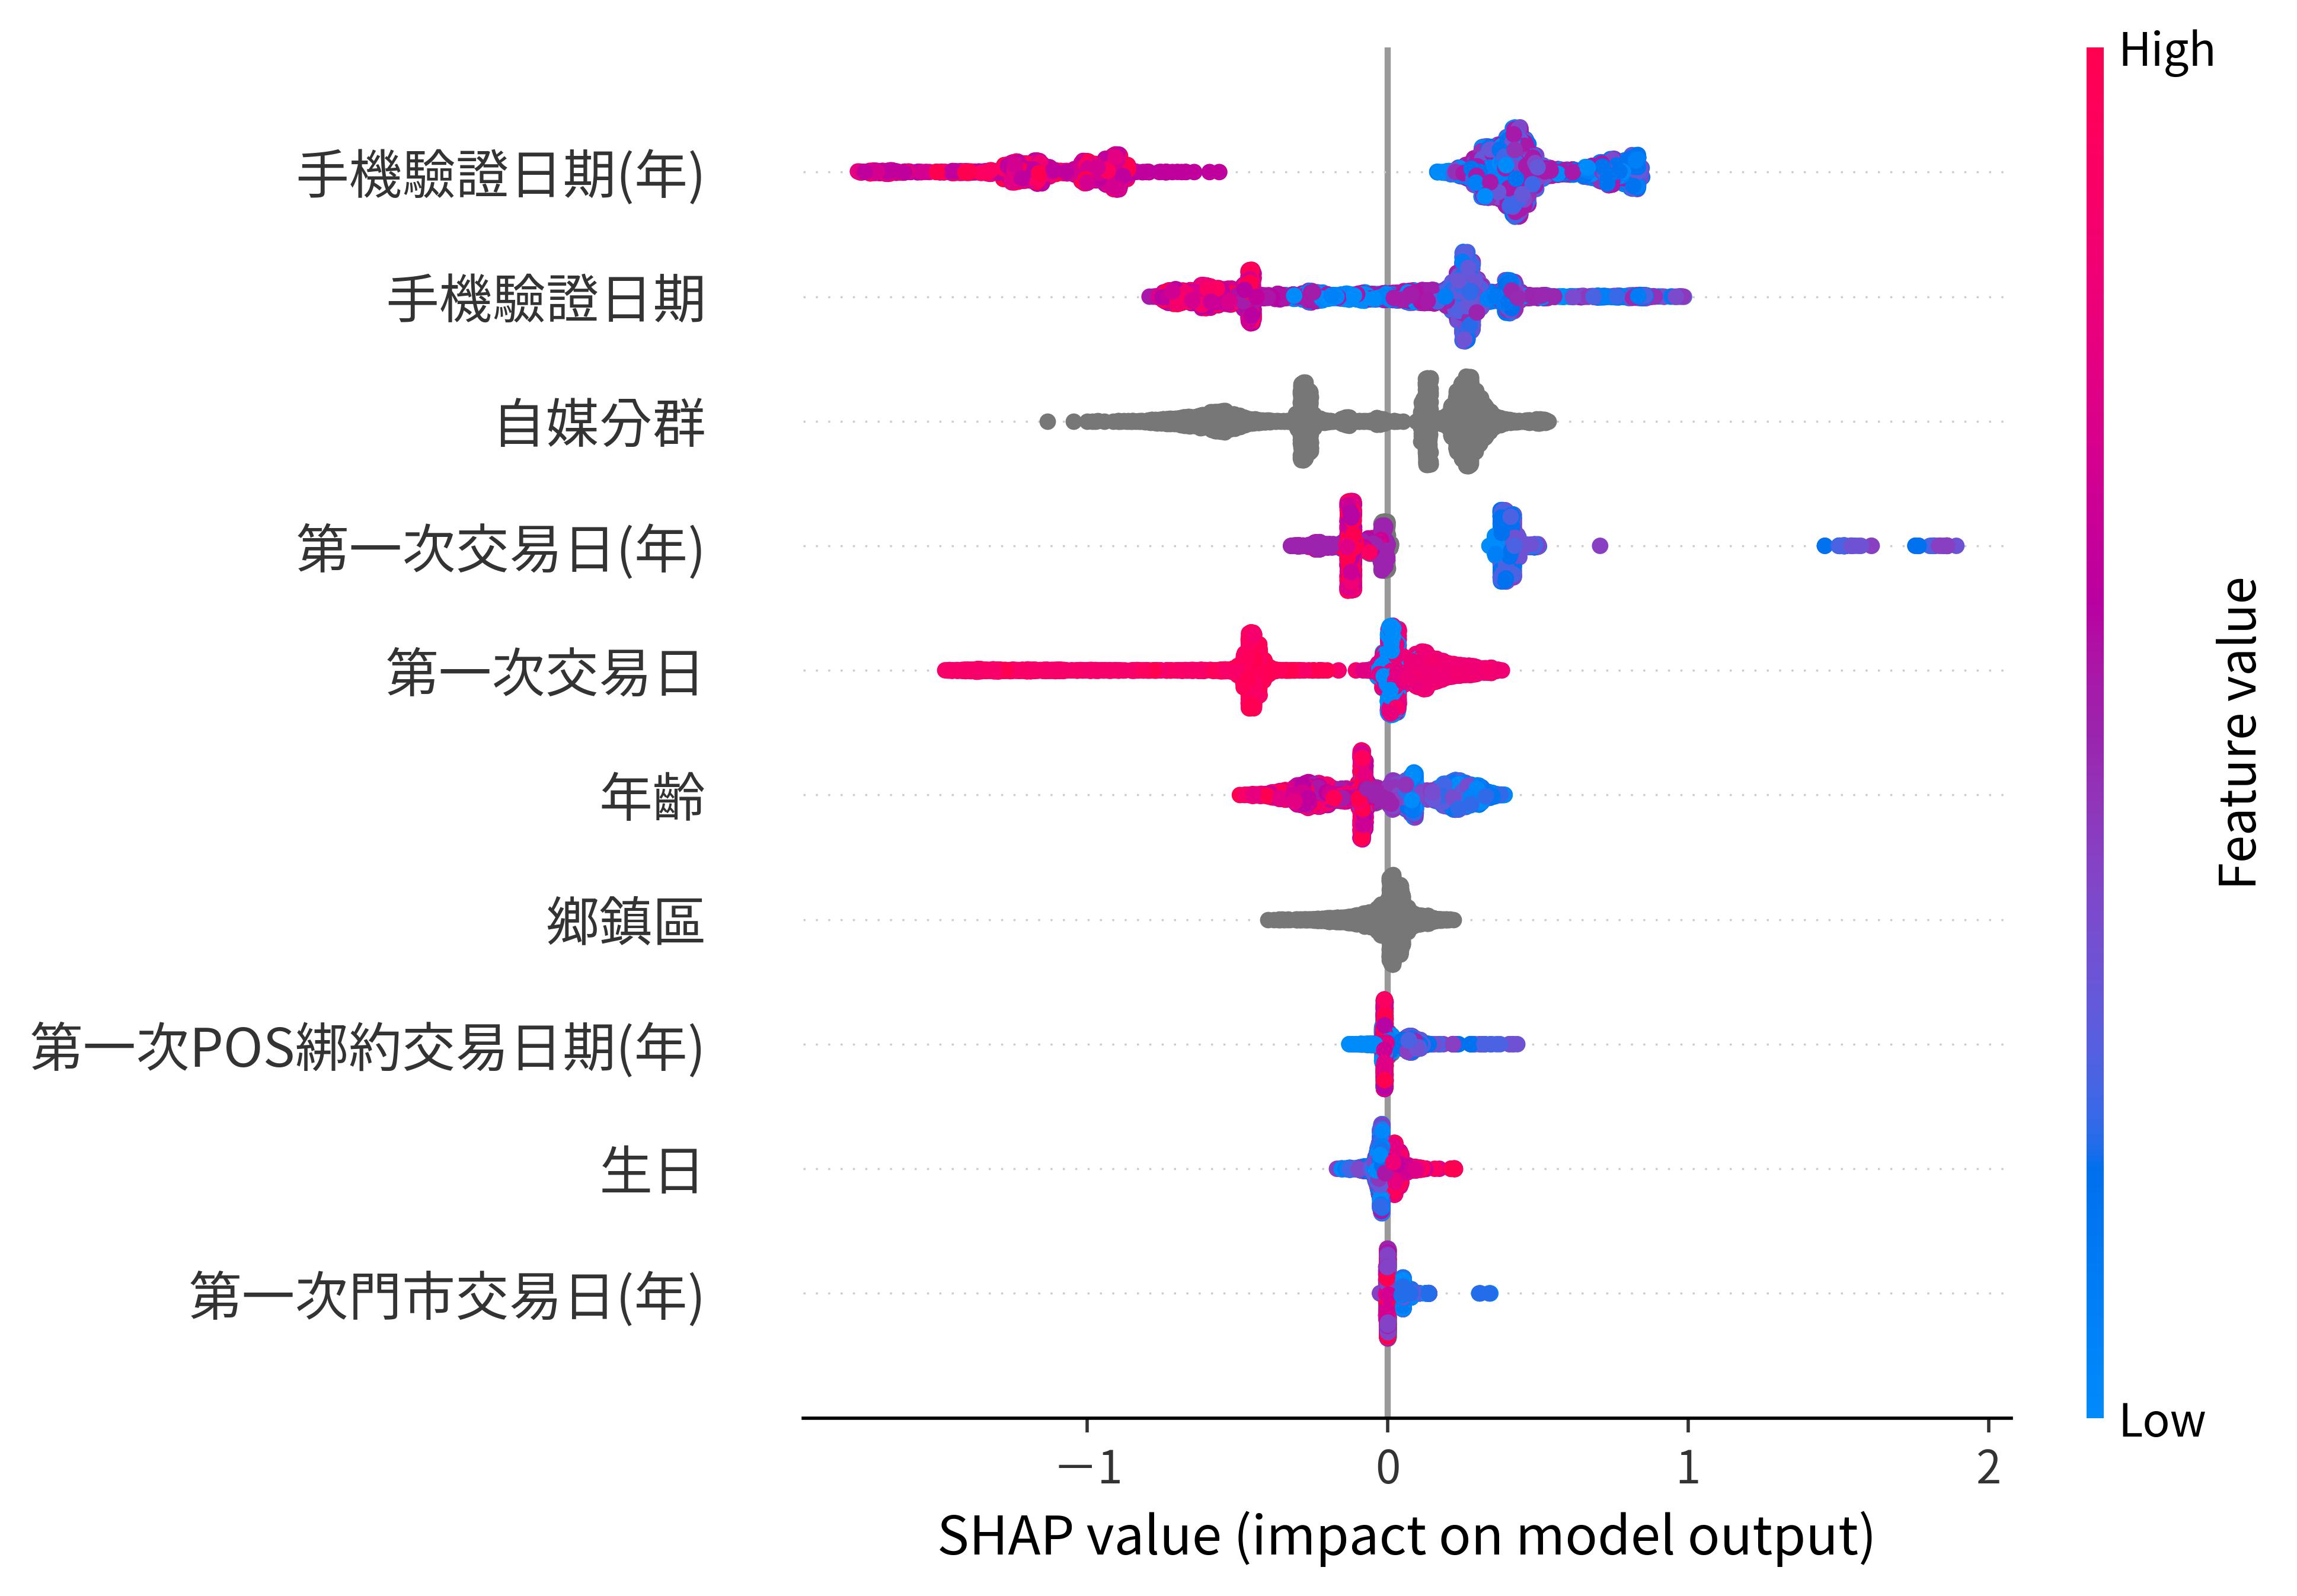 High
手機驗證日期(年)
手機驗證日期
自媒分群
第一次交易日(年)
第一次交易日
年齡
鄉鎮區
第一次POS綁約交易日期(年)
生日
第一次門市交易日(年)
Feature value
Low
−1 0 1 2
SHAP value (impact on model output)